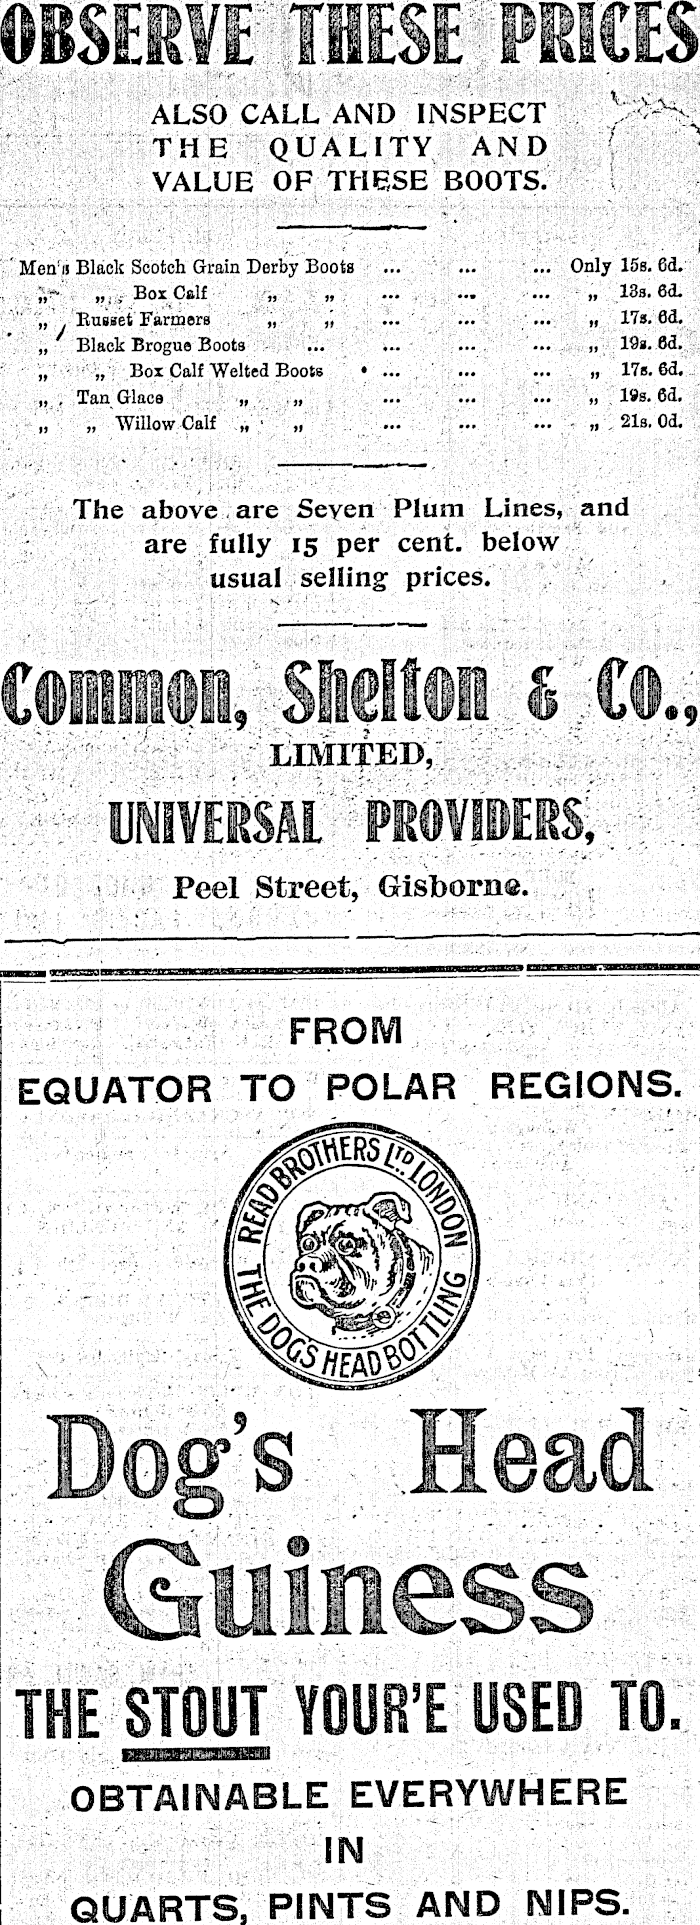 OBSERVE THESE PRICES
ALSO CALL AND INSPECT
THE QUALITY AND
VALUE OF THESE BOOTS.
Men's Black Scotch Grain Derby Boots ... ... ... Only 15s. 6d.
„ „ Box Calf „ „ ... ... ... „ 13s. 6d.
„ Russet Farmers „ „ ... ... ... „ 17s. 6d.
„ Black Brogue Boots ... ... ... ... „ 19s. 6d.
„ „ Box Calf Welted Boots ... ... ... „ 17s. 6d.
„ Tan Glace „ „ ... ... ... „ 19s. 6d.
„ „ Willow Calf „ „ ... ... ... „ 21s. 0d.
The above are Seven Plum Lines, and
are fully 15 per cent. below
usual selling prices.
Common, Shelton & Co.,
LIMITED,
UNIVERSAL PROVIDERS,
Peel Street, Gisborne.
FROM
EQUATOR TO POLAR REGIONS.
READ BROTHERS LTD. LONDON
THE DOG'S HEAD BOTTLING
Dog's Head
Guiness
THE STOUT YOUR'E USED TO.
OBTAINABLE EVERYWHERE
IN
QUARTS, PINTS AND NIPS.